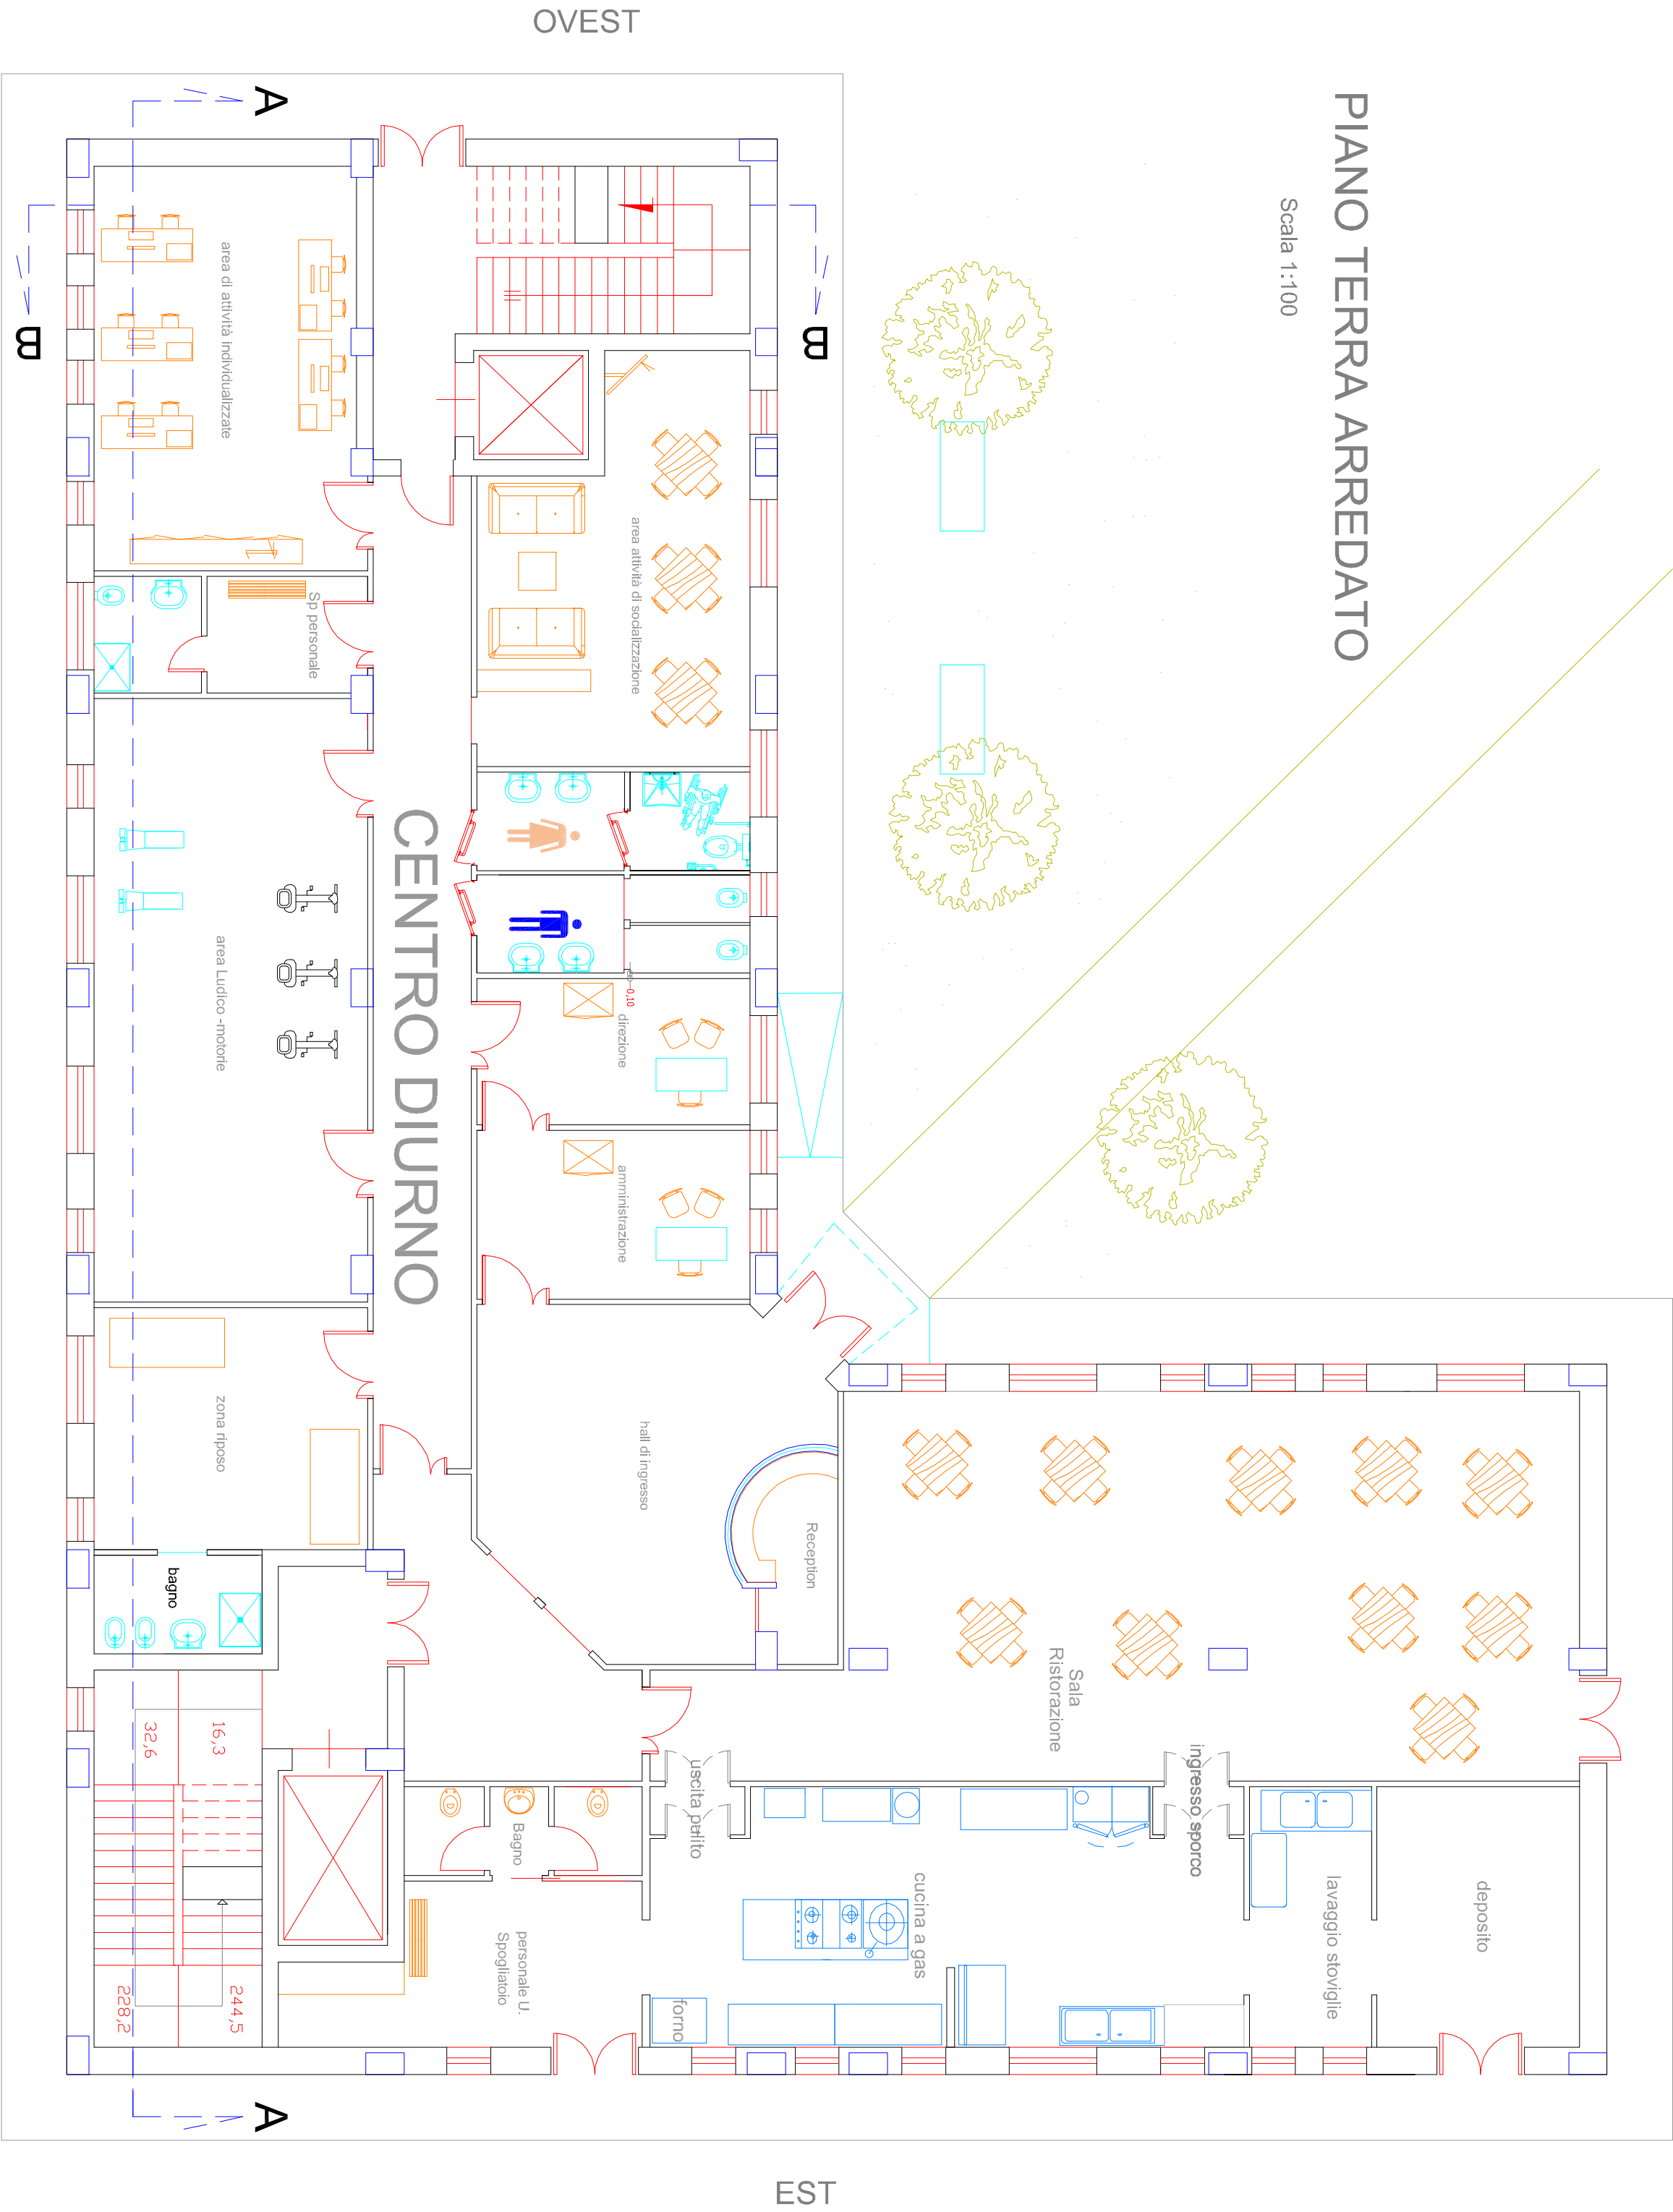 OVEST
PIANO TERRA ARREDATO
Scala 1:100
A
A
B
B
area di attività individualizzate
area attività di socializzazione
Sp personale
CENTRO DIURNO
area Ludico -motorie
-0,10
direzione
amministrazione
zona riposo
hall di ingresso
Reception
bagno
Sala
Ristorazione
32,6
16,3
228,2
244,5
Bagno
uscita pulito
ingresso sporco
cucina a gas
lavaggio stoviglie
deposito
personale U.
Spogliatoio
forno
EST